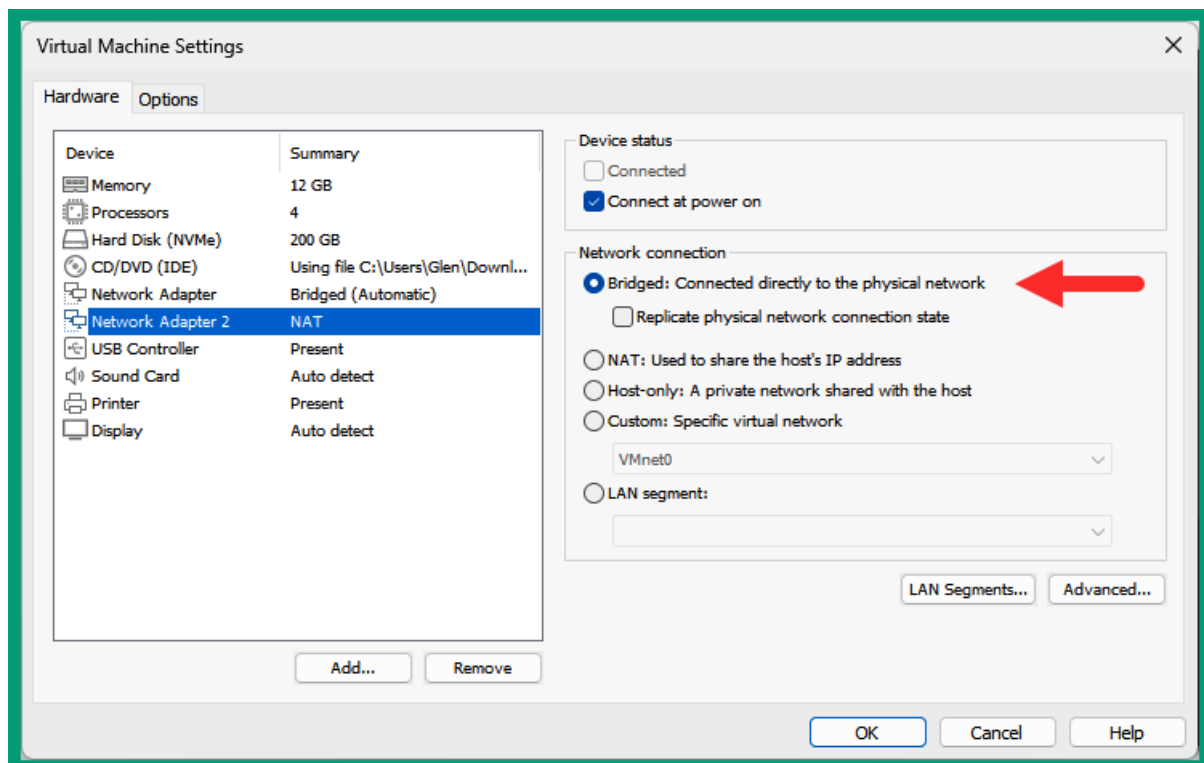 Virtual Machine Settings
Hardware Options
Device Summary
Memory 12 GB
Processors 4
Hard Disk (NVMe) 200 GB
CD/DVD (IDE) Using file C:\Users\Glen\Downl...
Network Adapter Bridged (Automatic)
Network Adapter 2 NAT
USB Controller Present
Sound Card Auto detect
Printer Present
Display Auto detect
Add... Remove
Device status
Connected
Connect at power on
Network connection
Bridged: Connected directly to the physical network
Replicate physical network connection state
NAT: Used to share the host's IP address
Host-only: A private network shared with the host
Custom: Specific virtual network
VMnet0
LAN segment:
LAN Segments... Advanced...
OK Cancel Help